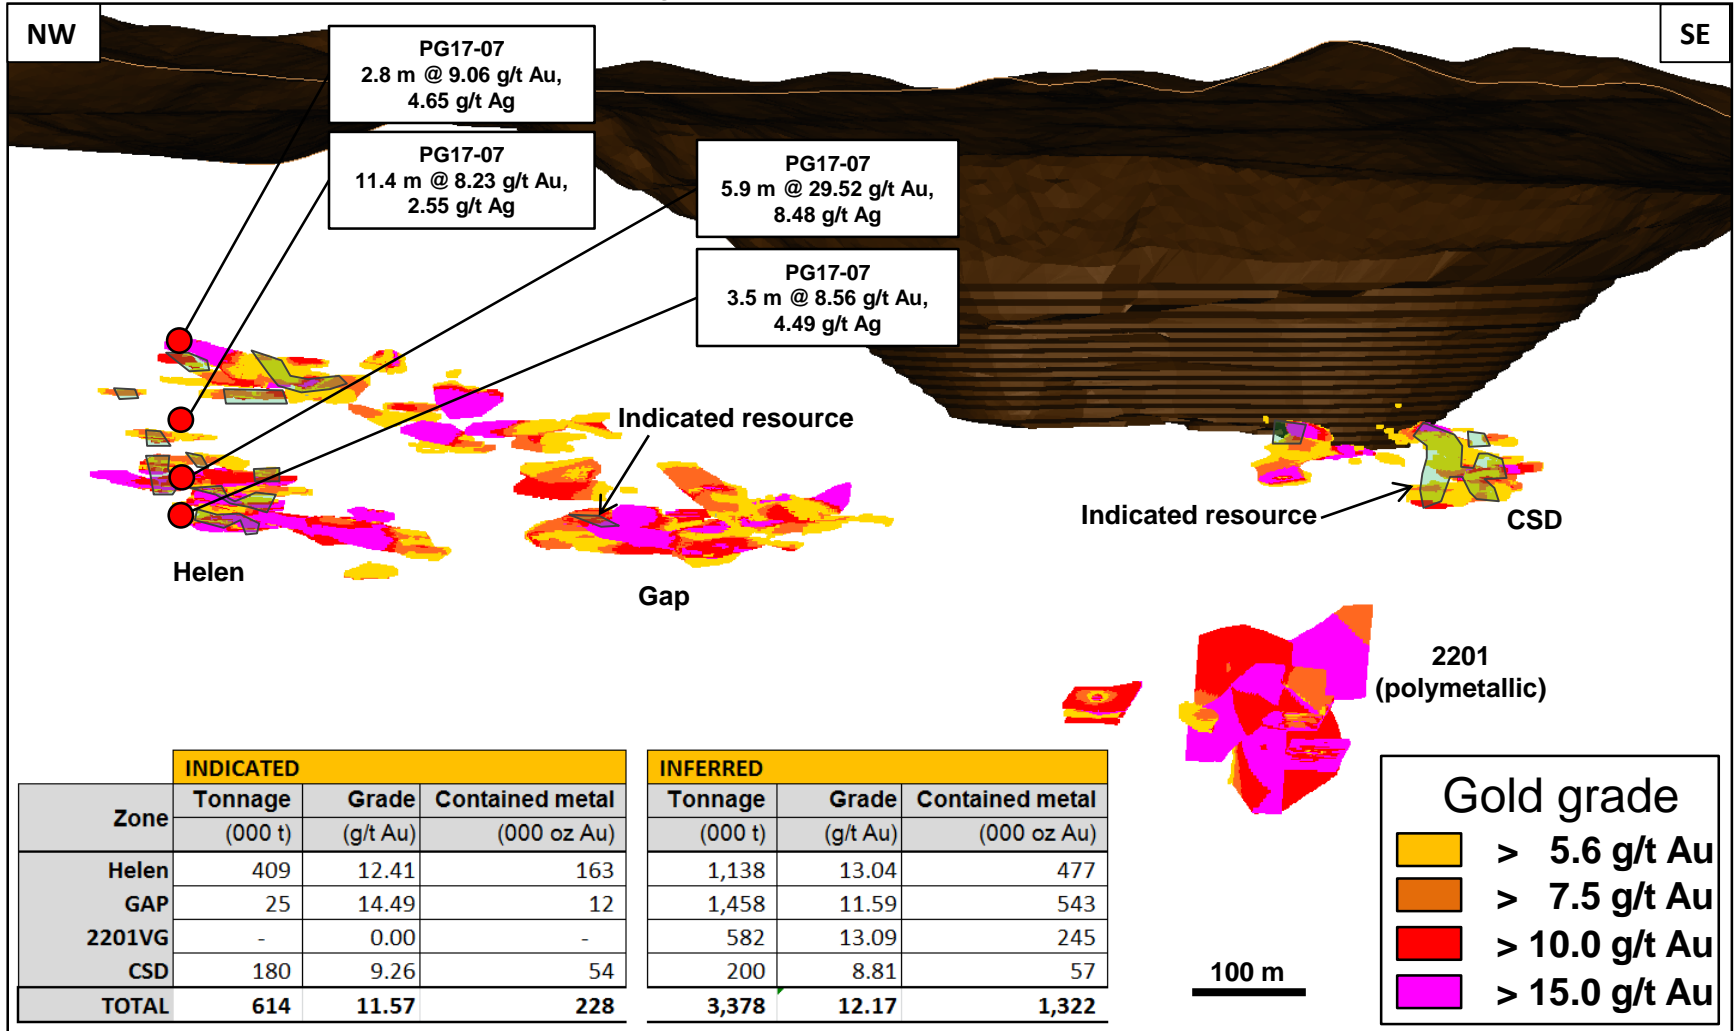 NW
SE
PG17-07
2.8 m @ 9.06 g/t Au,
4.65 g/t Ag
PG17-07
11.4 m @ 8.23 g/t Au,
2.55 g/t Ag
PG17-07
5.9 m @ 29.52 g/t Au,
8.48 g/t Ag
PG17-07
3.5 m @ 8.56 g/t Au,
4.49 g/t Ag
Indicated resource
Indicated resource
CSD
Helen
Gap
2201
(polymetallic)
INDICATED INFERRED
Zone Tonnage Grade Contained metal Tonnage Grade Contained metal
(000 t) (g/t Au) (000 oz Au) (000 t) (g/t Au) (000 oz Au)
Helen 409 12.41 163 1,138 13.04 477
GAP 25 14.49 12 1,458 11.59 543
2201VG - 0.00 - 582 13.09 245
CSD 180 9.26 54 200 8.81 57
TOTAL 614 11.57 228 3,378 12.17 1,322
100 m
Gold grade
> 5.6 g/t Au
> 7.5 g/t Au
> 10.0 g/t Au
> 15.0 g/t Au